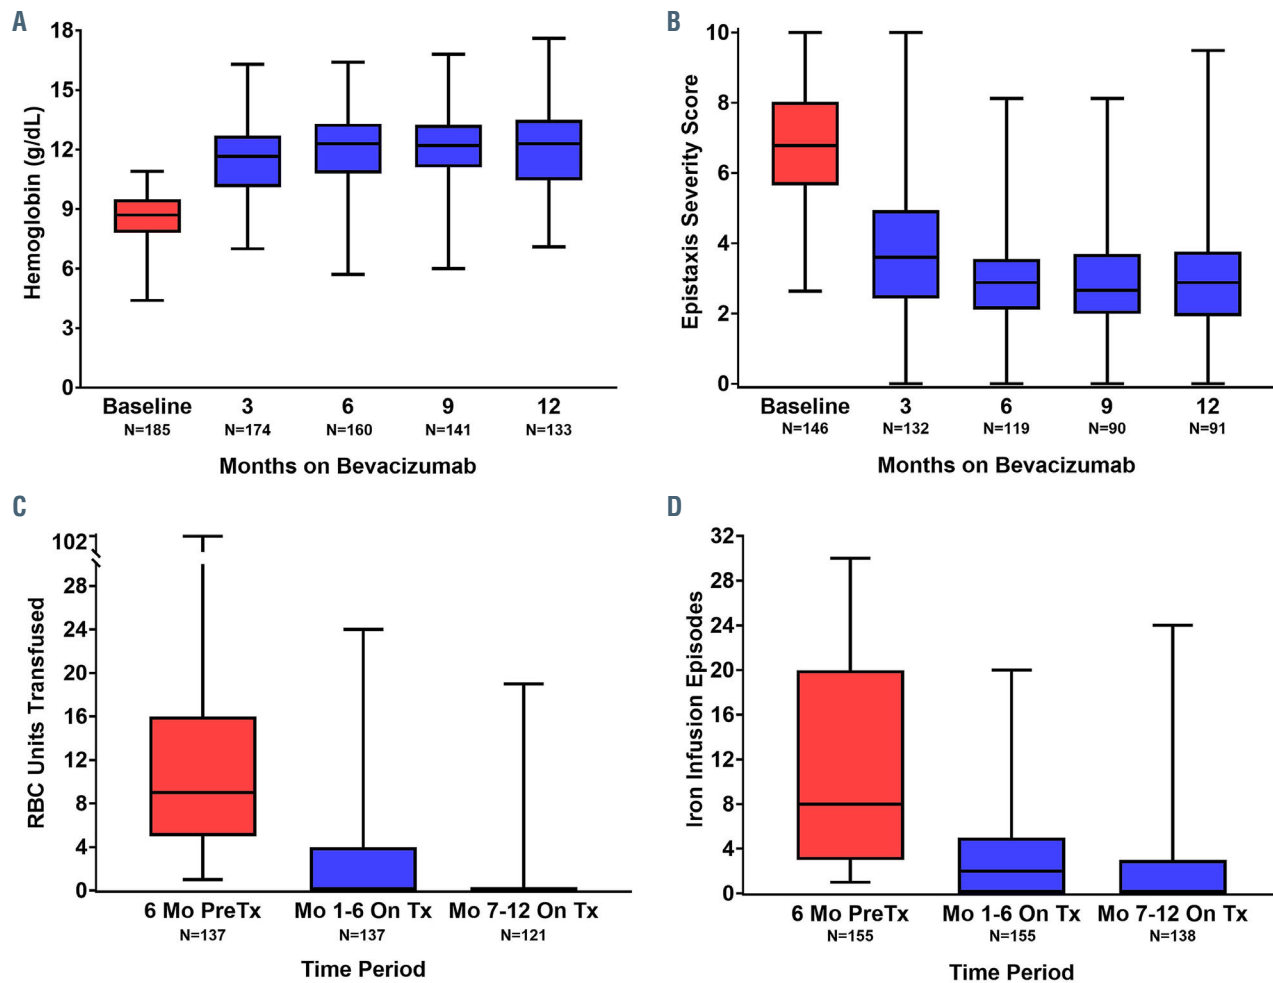 A
Hemoglobin (g/dL)
18
15
12
9
6
3
0
Baseline 3 6 9 12
N=185 N=174 N=160 N=141 N=133
Months on Bevacizumab
B
Epistaxis Severity Score
10
8
6
4
2
0
Baseline 3 6 9 12
N=146 N=132 N=119 N=90 N=91
Months on Bevacizumab
C
RBC Units Transfused
102
28
24
20
16
12
8
4
0
6 Mo PreTx Mo 1-6 On Tx Mo 7-12 On Tx
N=137 N=137 N=121
Time Period
D
Iron Infusion Episodes
32
28
24
20
16
12
8
4
0
6 Mo PreTx Mo 1-6 On Tx Mo 7-12 On Tx
N=155 N=155 N=138
Time Period